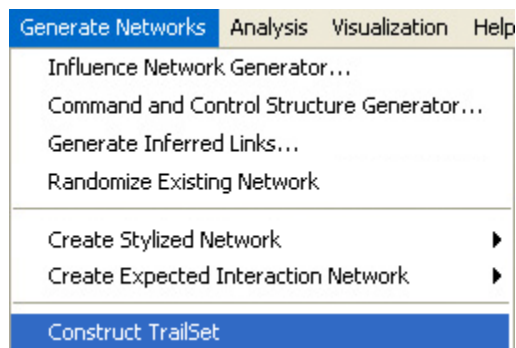 Generate Networks Analysis Visualization Help
Influence Network Generator...
Command and Control Structure Generator...
Generate Inferred Links...
Randomize Existing Network
Create Stylized Network
Create Expected Interaction Network
Construct TrailSet